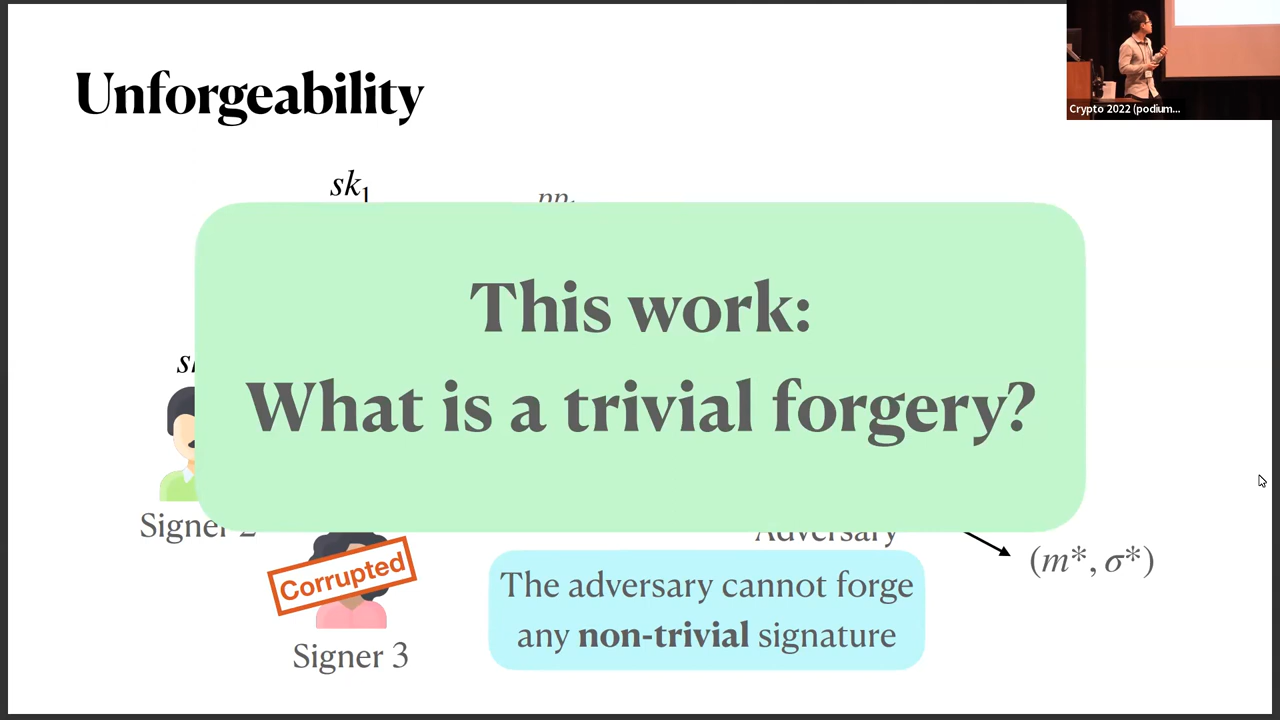 Unforgeability
Crypto 2022 (podium...
sk₁
This work:
What is a trivial forgery?
Signer 2
Adversary
(m*, σ*)
Corrupted
The adversary cannot forge
any non-trivial signature
Signer 3